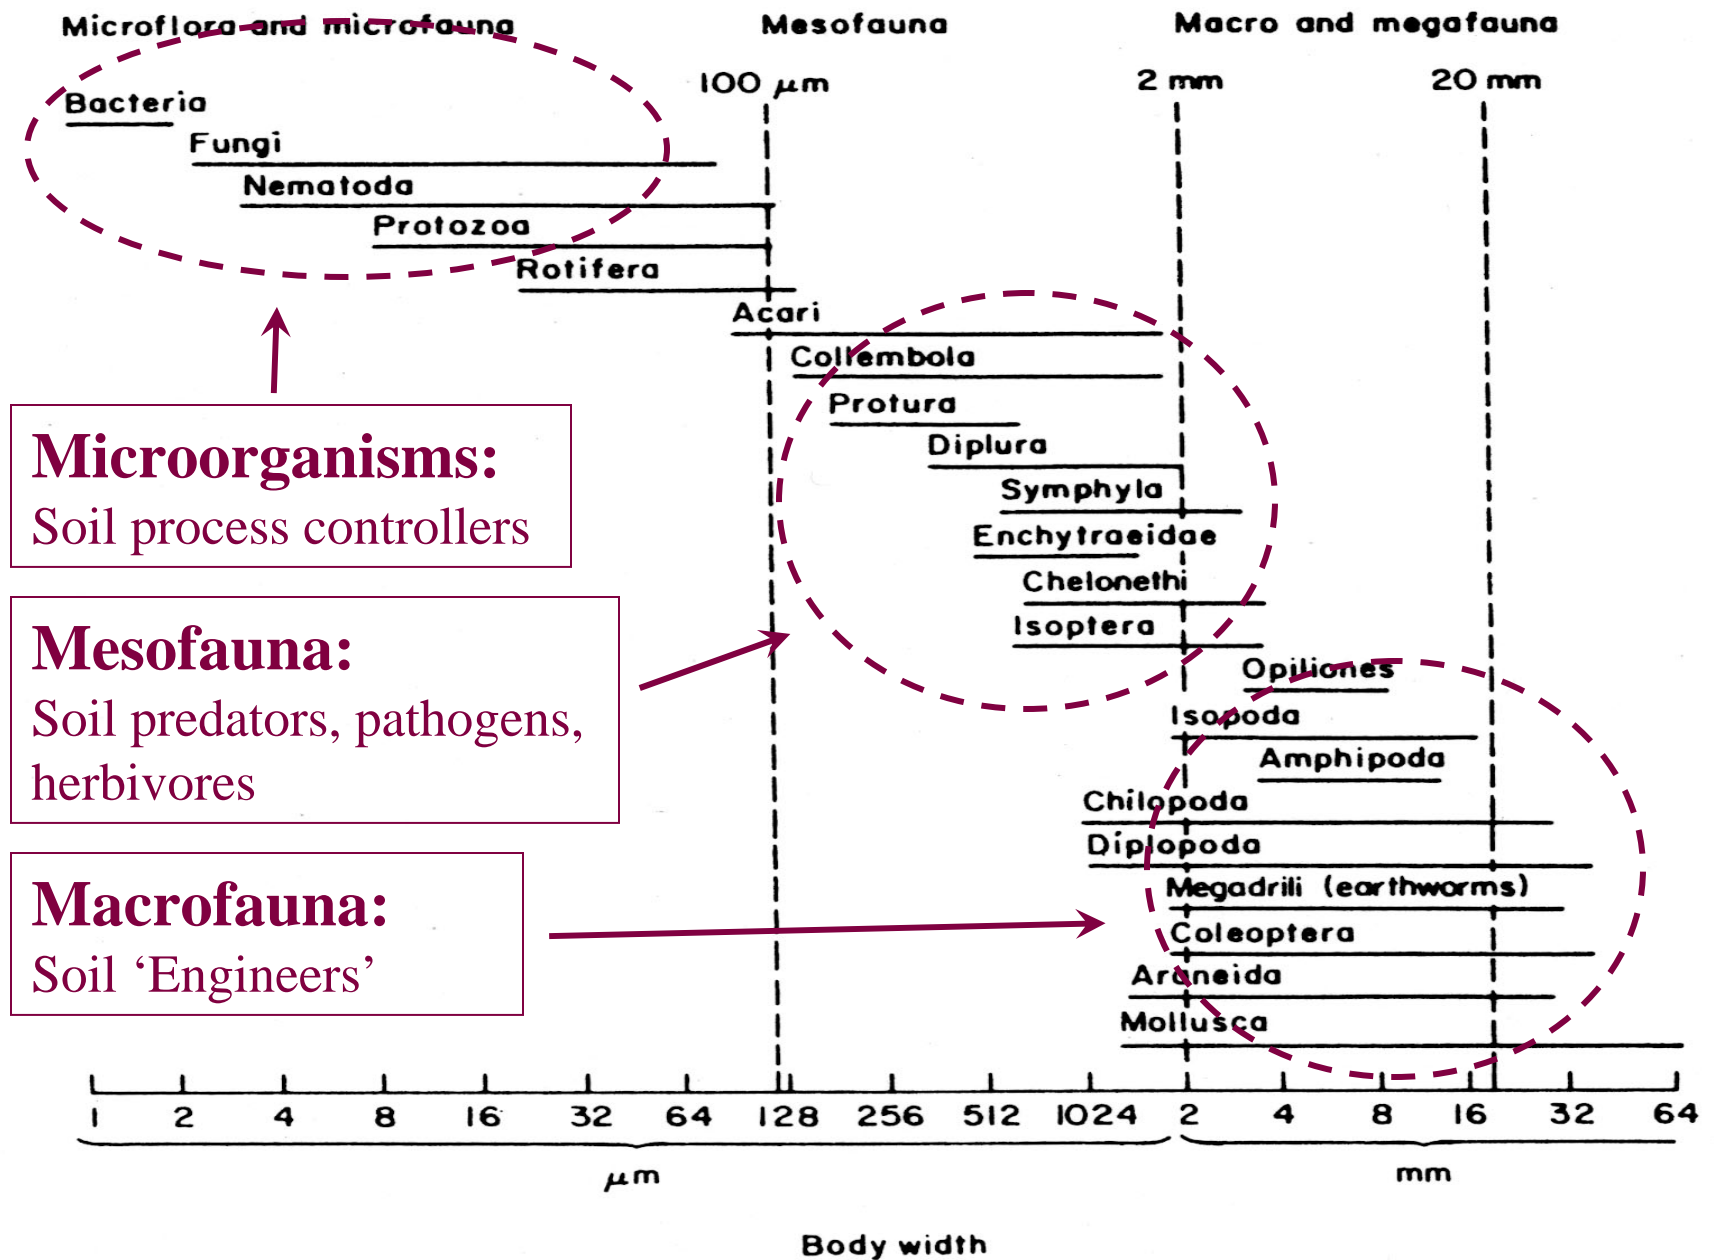 Microflora and microfauna
Mesofauna
Macro and megafauna
100 μm
2 mm
20 mm
Bacteria
Fungi
Nematoda
Protozoa
Rotifera
Acari
Collembola
Protura
Diplura
Symphyla
Enchytraeidae
Chelonethi
Isoptera
Opiliones
Isopoda
Amphipoda
Chilopoda
Diplopoda
Megadrili (earthworms)
Coleoptera
Araneida
Mollusca
Microorganisms:
Soil process controllers
Mesofauna:
Soil predators, pathogens,
herbivores
Macrofauna:
Soil ‘Engineers’
1 2 4 8 16 32 64 128 256 512 1024 2 4 8 16 32 64
μm
mm
Body width